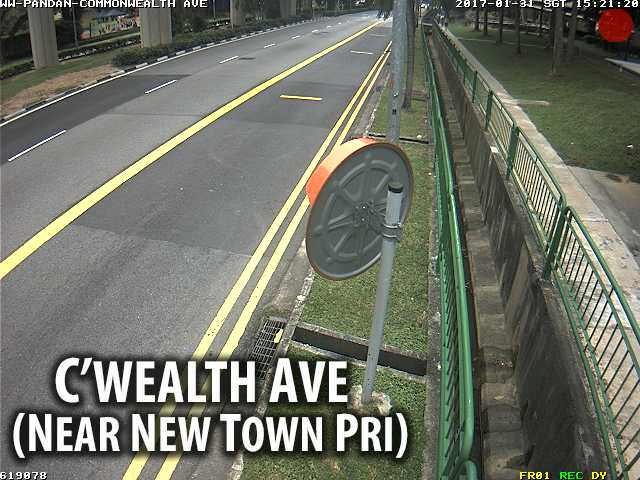 WW-PANDAN-COMMONWEALTH AVE
2017-01-31 SGT 15:21:20
C'WEALTH AVE
(NEAR NEW TOWN PRI)
619078
FR01 REC DY